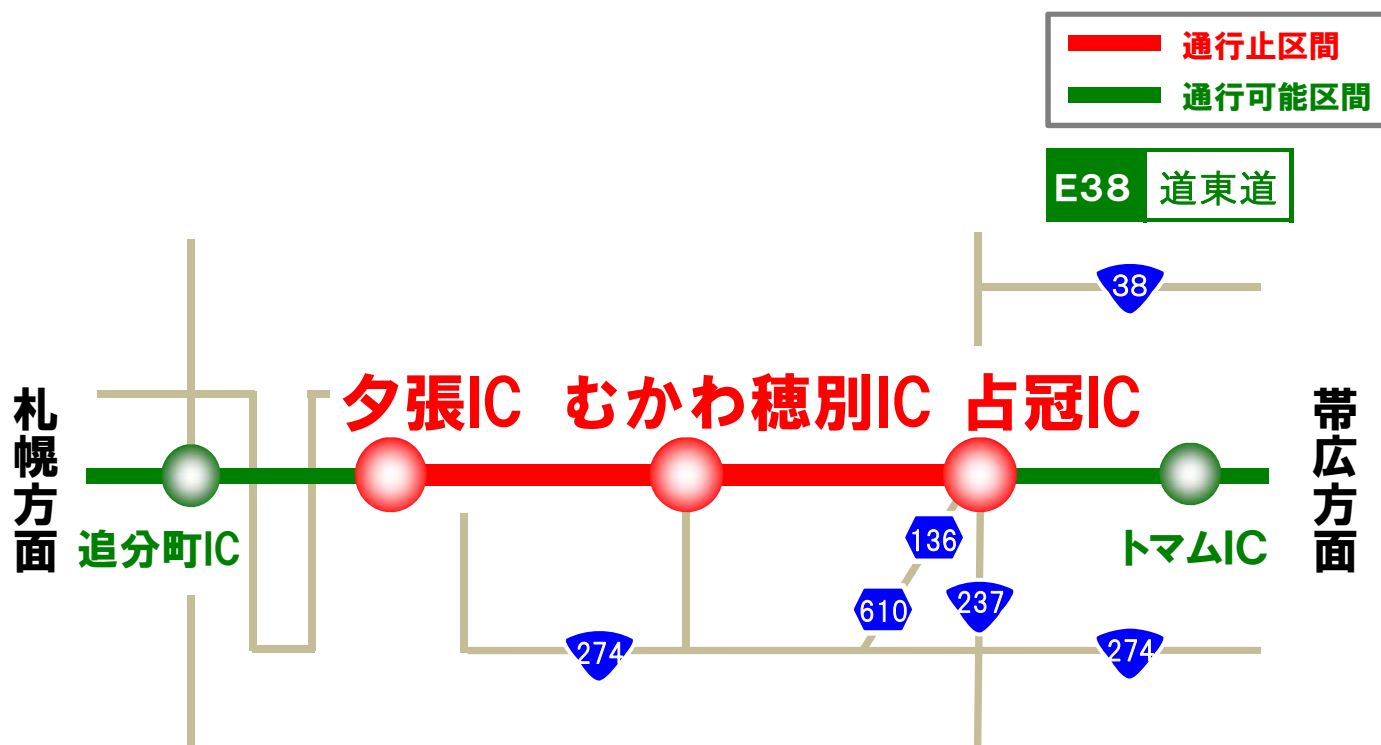 通行止区間
通行可能区間
E38 道東道
38
夕張IC むかわ穂別IC 占冠IC
札幌方面
帯広方面
追分町IC
トマムIC
136
610
237
274
274